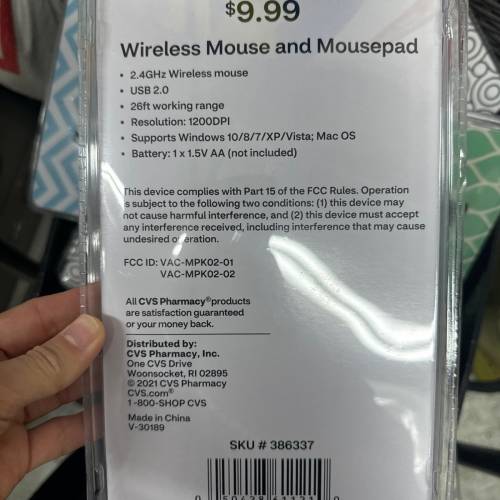 $9.99
Wireless Mouse and Mousepad
• 2.4GHz Wireless mouse
• USB 2.0
• 26ft working range
• Resolution: 1200DPI
• Supports Windows 10/8/7/XP/Vista; Mac OS
• Battery: 1 x 1.5V AA (not included)
This device complies with Part 15 of the FCC Rules. Operation
is subject to the following two conditions: (1) this device may
not cause harmful interference, and (2) this device must accept
any interference received, including interference that may cause
undesired operation.
FCC ID: VAC-MPK02-01
VAC-MPK02-02
All CVS Pharmacy® products
are satisfaction guaranteed
or your money back.
Distributed by:
CVS Pharmacy, Inc.
One CVS Drive
Woonsocket, RI 02895
© 2021 CVS Pharmacy
CVS.com®
1-800-SHOP CVS
Made in China
V-30189
SKU # 386337